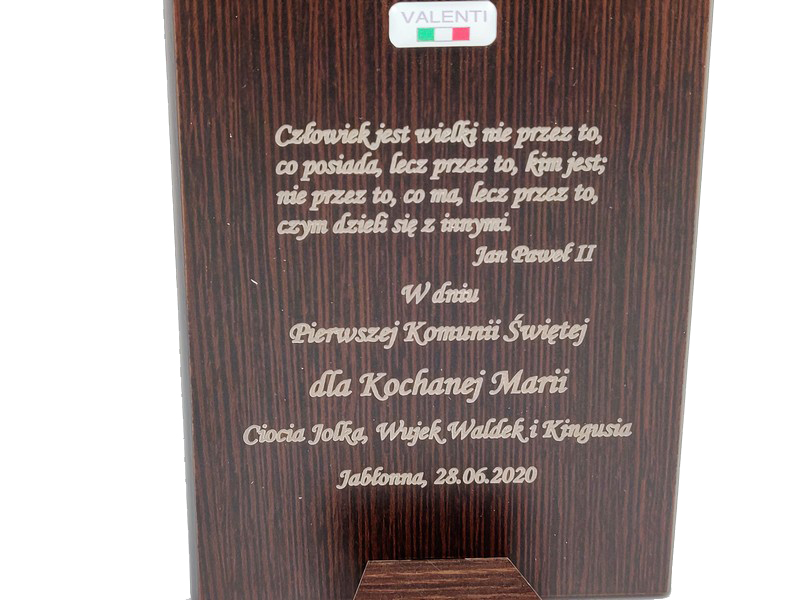 VALENTI
Człowiek jest wielki nie przez to,
co posiada, lecz przez to, kim jest;
nie przez to, co ma, lecz przez to,
czym dzieli się z innymi.
Jan Paweł II
W dniu
Pierwszej Komunii Świętej
dla Kochanej Marii
Ciocia Jolka, Wujek Waldek i Kingusia
Jabłonna, 28.06.2020